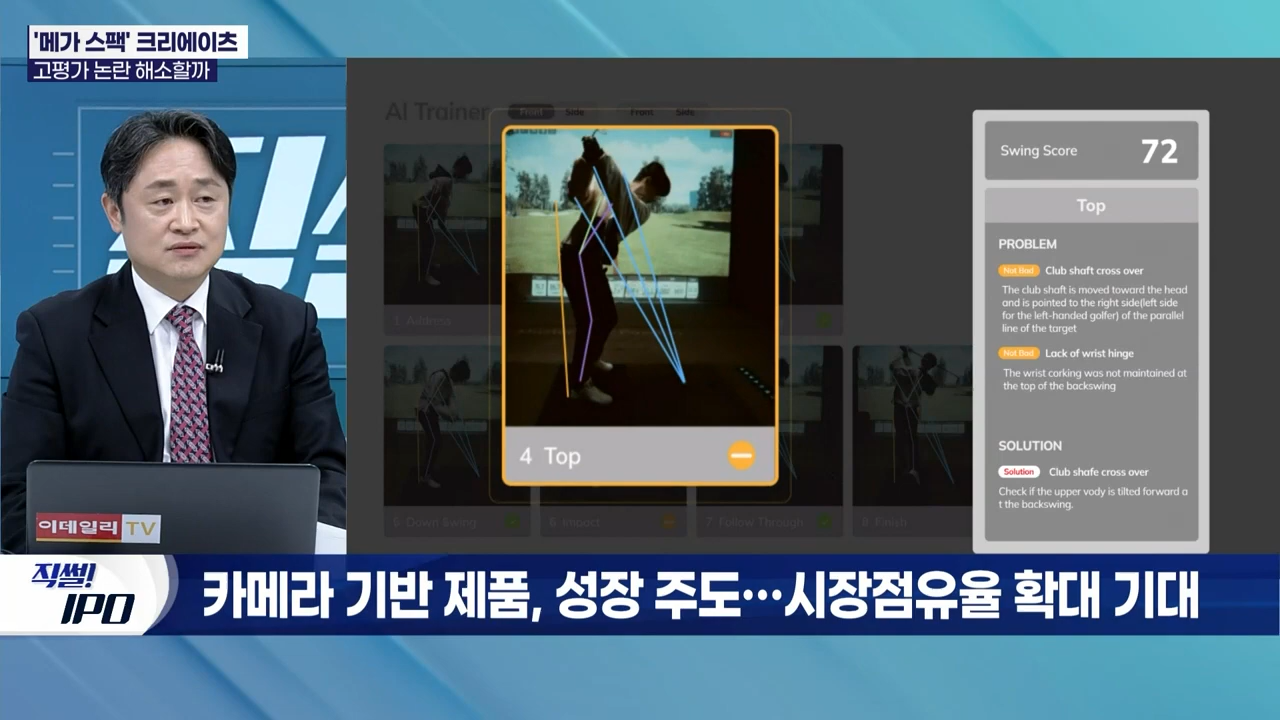 '메가 스팩' 크리에이츠
고평가 논란 해소할까
AI Trainer
Front Side Front Side
1 Address
4 Top
5 Down Swing
6 Impact
7 Follow Through
8 Finish
Swing Score 72
Top
PROBLEM
Not Bad Club shaft cross over
The club shaft is moved toward the head
and is pointed to the right side(left side
for the left-handed golfer) of the parallel
line of the target
Not Bad Lack of wrist hinge
The wrist corking was not maintained at
the top of the backswing
SOLUTION
Solution Club shafe cross over
Check if the upper vody is tilted forward a
t the backswing.
이데일리 TV
직썰!
IPO
카메라 기반 제품, 성장 주도…시장점유율 확대 기대